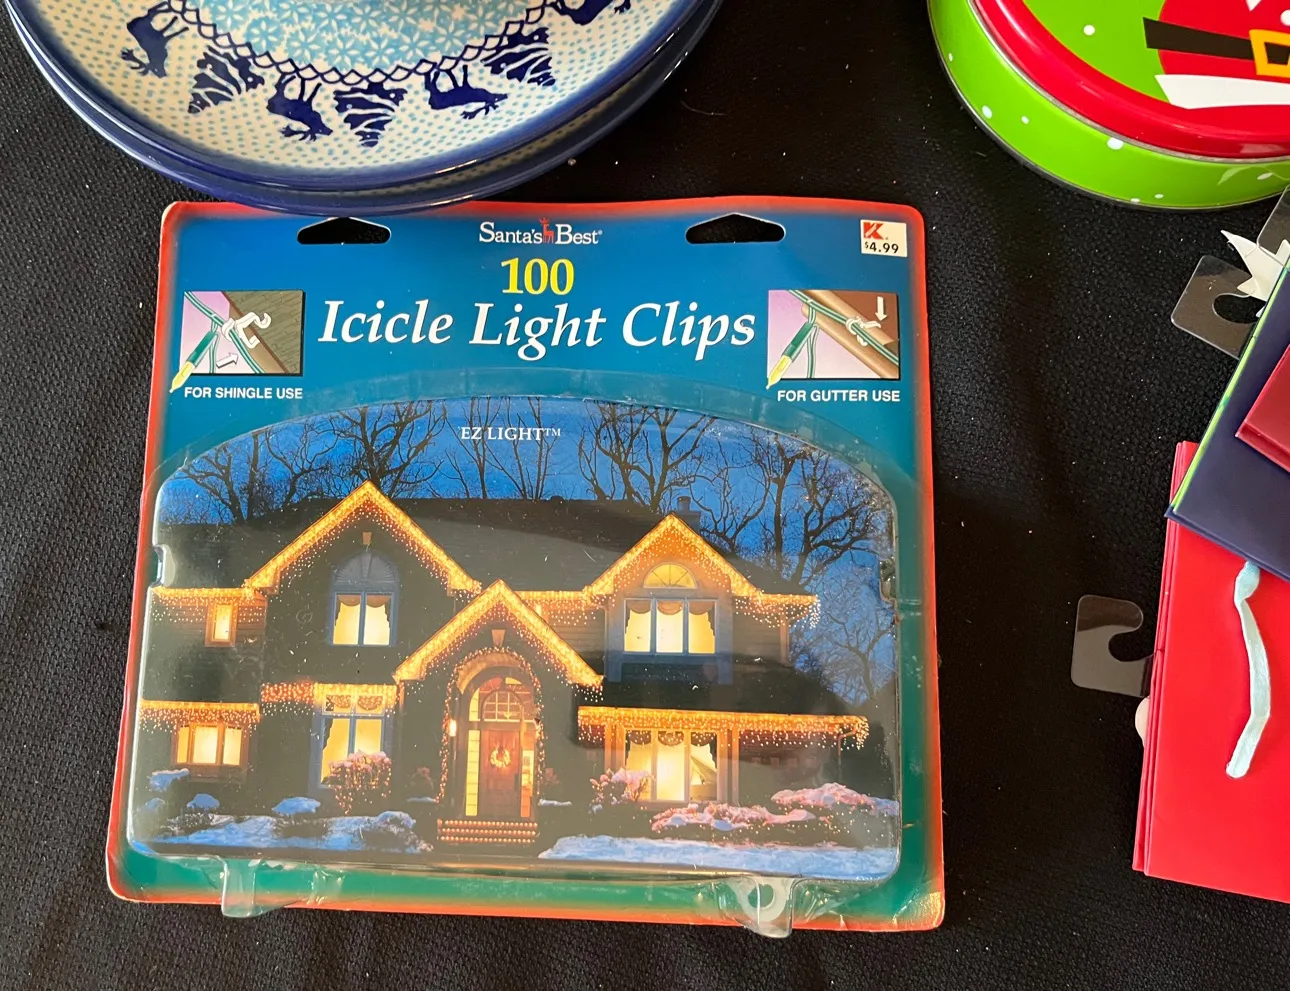 Santa's Best®
K
$4.99
100
Icicle Light Clips
FOR SHINGLE USE
FOR GUTTER USE
EZ LIGHT™